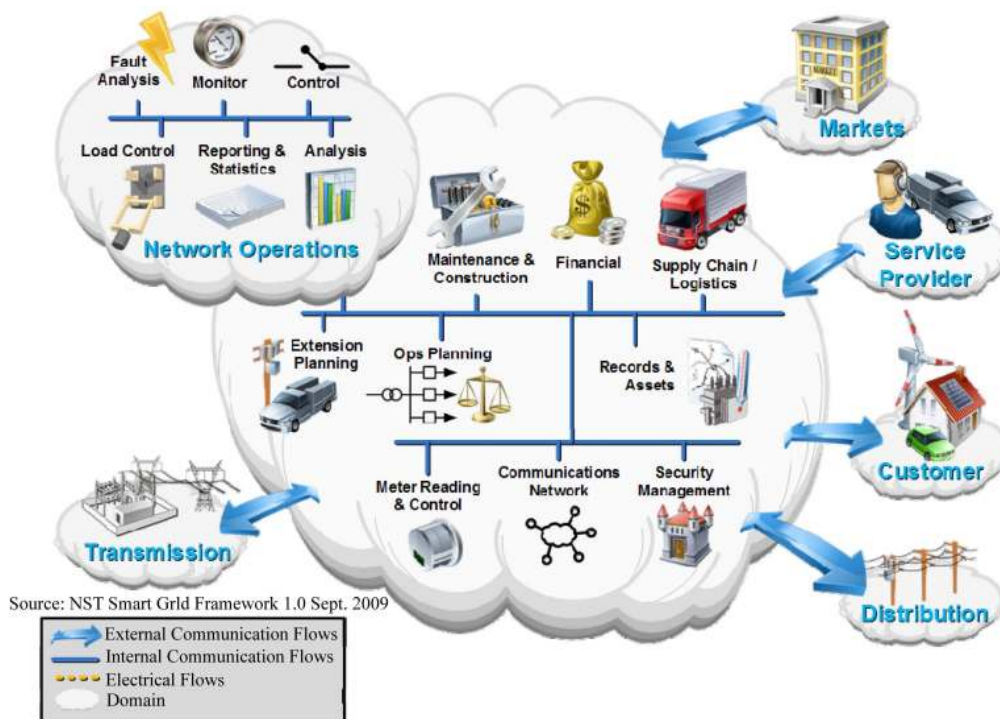 Fault
Analysis
Monitor
Control
Load Control
Reporting &
Statistics
Analysis
Network Operations
MARKET
Markets
Maintenance &
Construction
Financial
Supply Chain /
Logistics
Service
Provider
Extension
Planning
Ops Planning
Records &
Assets
Customer
Meter Reading
& Control
Communications
Network
Security
Management
Transmission
Distribution
Source: NST Smart Grld Framework 1.0 Sept. 2009
External Communication Flows
Internal Communication Flows
Electrical Flows
Domain